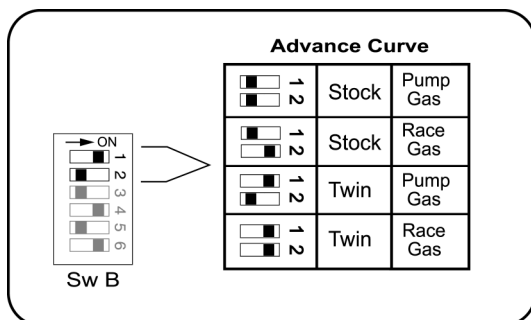 Advance Curve
1
2
Stock
Pump
Gas
1
2
Stock
Race
Gas
1
2
Twin
Pump
Gas
1
2
Twin
Race
Gas
ON
1
2
3
4
5
6
Sw B